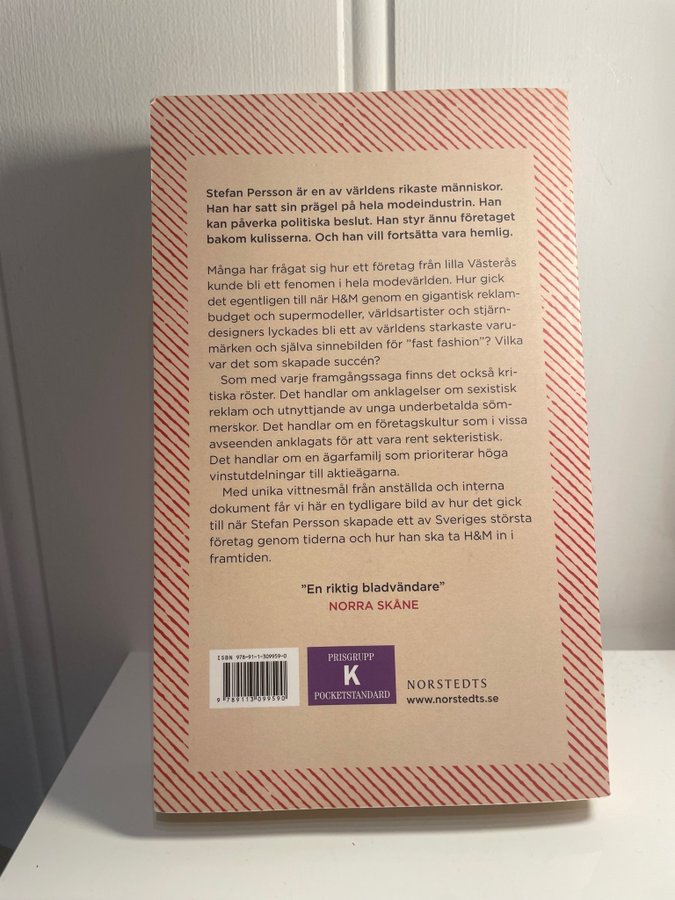 Stefan Persson är en av världens rikaste människor.
Han har satt sin prägel på hela modeindustrin. Han
kan påverka politiska beslut. Han styr ännu företaget
bakom kulisserna. Och han vill fortsätta vara hemlig.
Många har frågat sig hur ett företag från lilla Västerås
kunde bli ett fenomen i hela modevärlden. Hur gick
det egentligen till när H&M genom en gigantisk reklam-
budget och supermodeller, världsartister och stjärn-
designers lyckades bli ett av världens starkaste varu-
märken och själva sinnebilden för ”fast fashion”? Vilka
var det som skapade succén?
Som med varje framgångssaga finns det också kri-
tiska röster. Det handlar om anklagelser om sexistisk
reklam och utnyttjande av unga underbetalda söm-
merskor. Det handlar om en företagskultur som i vissa
avseenden anklagats för att vara rent sekteristisk.
Det handlar om en ägarfamilj som prioriterar höga
vinstutdelningar till aktieägarna.
Med unika vittnesmål från anställda och interna
dokument får vi här en tydligare bild av hur det gick
till när Stefan Persson skapade ett av Sveriges största
företag genom tiderna och hur han ska ta H&M in i
framtiden.
”En riktig bladvändare”
NORRA SKÅNE
ISBN 978-91-1-309959-0
9 789113 099590
PRISGRUPP
K
POCKETSTANDARD
NORSTEDTS
www.norstedts.se